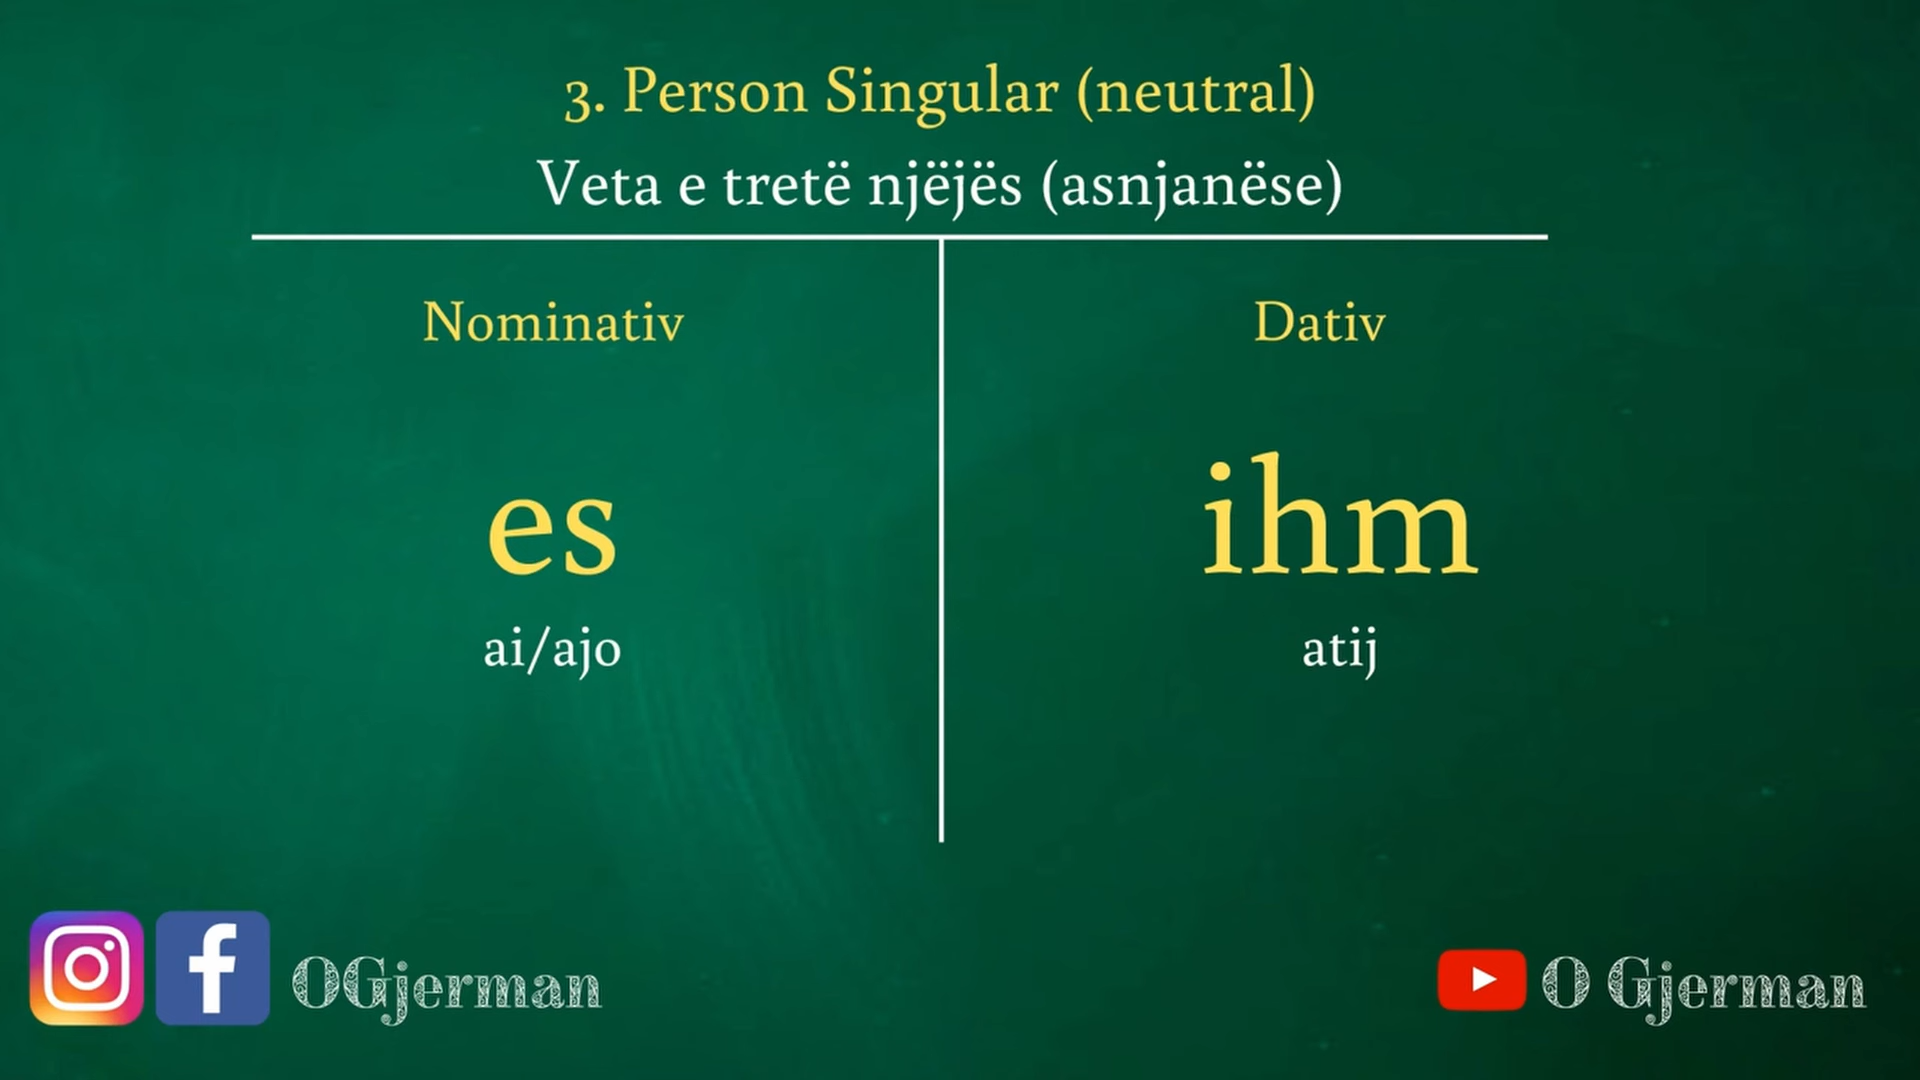 3. Person Singular (neutral)
Veta e tretë njëjës (asnjanëse)
Nominativ
Dativ
es
ihm
ai/ajo
atij
OGjerman
O Gjerman